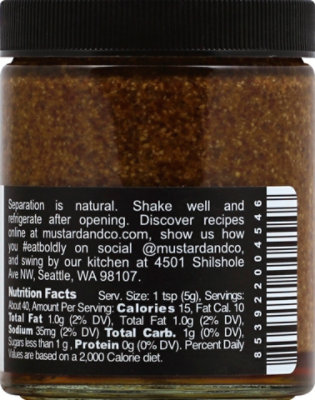 Separation is natural. Shake well and
refrigerate after opening. Discover recipes
online at mustardandco.com, show us how
you #eatboldly on social @mustardandco,
and swing by our kitchen at 4501 Shilshole
Ave NW, Seattle, WA 98107.
Nutrition Facts Serv. Size: 1 tsp (5g), Servings:
About 40, Amount Per Serving: Calories 15, Fat Cal. 10
Total Fat 1.0g (2% DV), Total Fat 1.0g (2% DV),
Sodium 35mg (2% DV) Total Carb. 1g (0% DV)
Sugars less than 1 g , Protein 0g (0% DV). Percent Daily
Values are based on a 2,000 Calorie diet.
853922004546